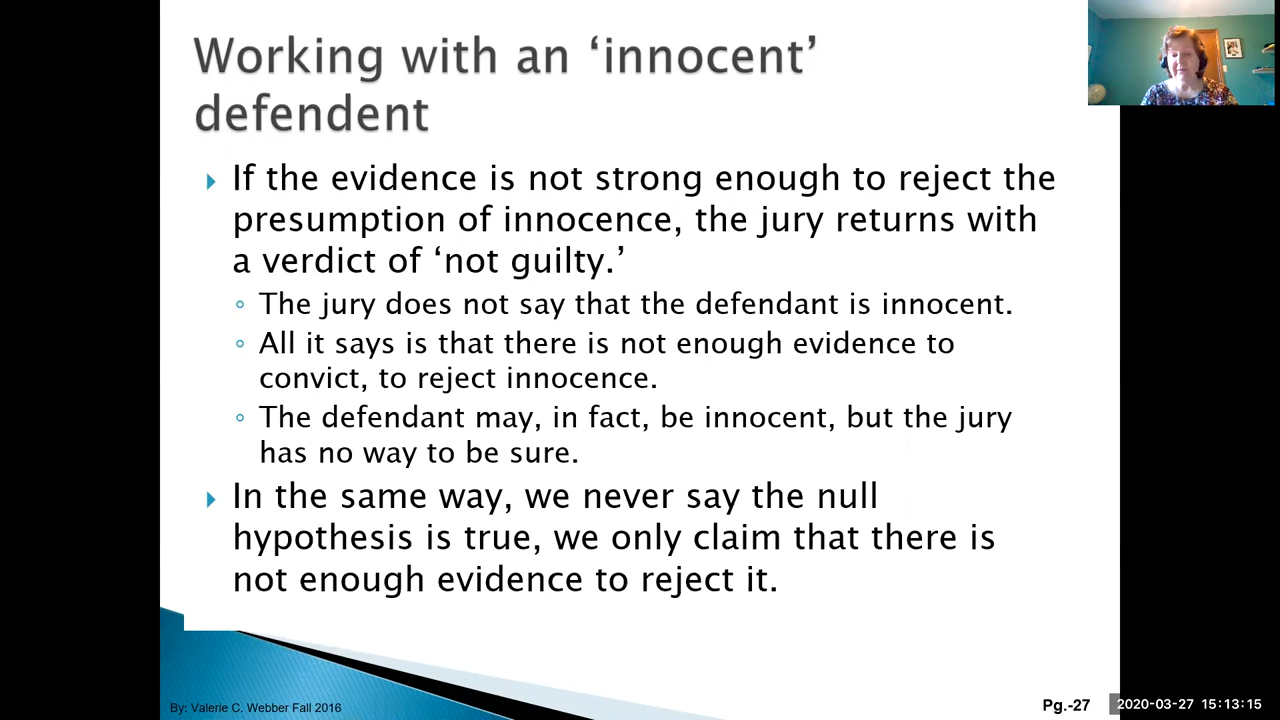 Working with an ‘innocent’
defendent
If the evidence is not strong enough to reject the
presumption of innocence, the jury returns with
a verdict of ‘not guilty.’
The jury does not say that the defendant is innocent.
All it says is that there is not enough evidence to
convict, to reject innocence.
The defendant may, in fact, be innocent, but the jury
has no way to be sure.
In the same way, we never say the null
hypothesis is true, we only claim that there is
not enough evidence to reject it.
By: Valerie C. Webber Fall 2016
Pg.-27
2020-03-27 15:13:15